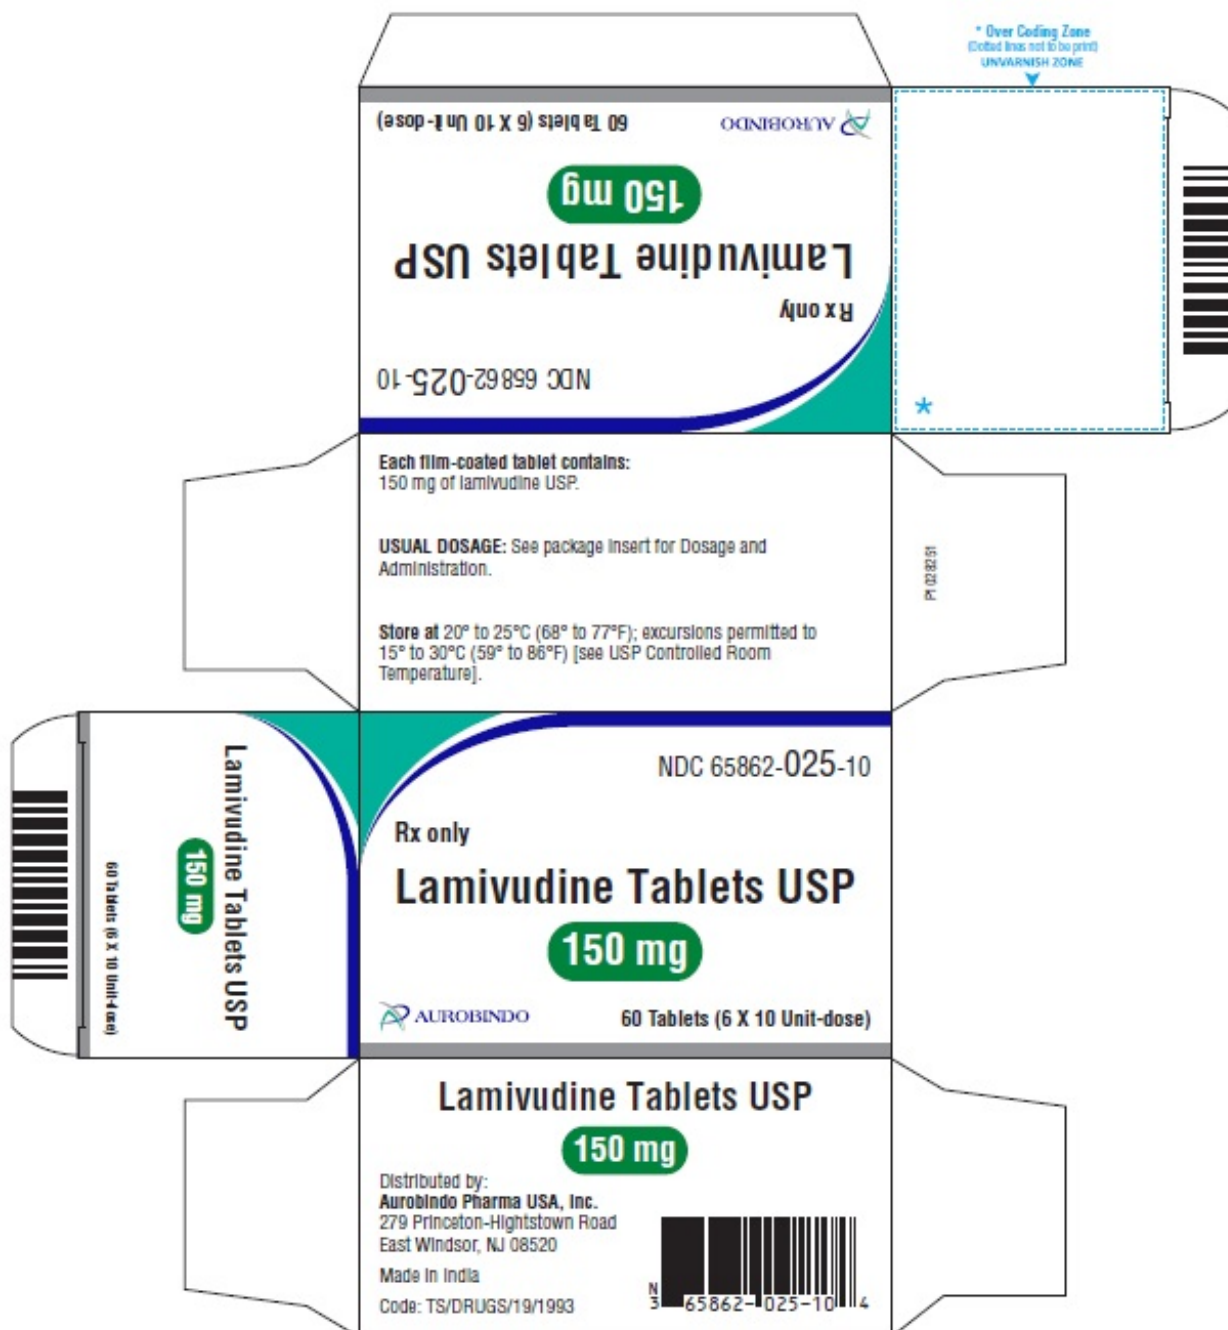 * Over Coding Zone
(Dotted lines not to be print)
UNVARNISH ZONE
60 Tablets (6 X 10 Unit-dose)
AUROBINDO
150 mg
Lamivudine Tablets USP
Rx only
NDC 65862-025-10
*
Each film-coated tablet contains:
150 mg of lamivudine USP.
USUAL DOSAGE: See package insert for Dosage and
Administration.
Store at 20° to 25°C (68° to 77°F); excursions permitted to
15° to 30°C (59° to 86°F) [see USP Controlled Room
Temperature].
P1028251
Lamivudine Tablets USP
150 mg
60 Tablets (6 X 10 Unit-dose)
NDC 65862-025-10
Rx only
Lamivudine Tablets USP
150 mg
AUROBINDO
60 Tablets (6 X 10 Unit-dose)
Lamivudine Tablets USP
150 mg
Distributed by:
Aurobindo Pharma USA, Inc.
279 Princeton-Hightstown Road
East Windsor, NJ 08520
Made in India
Code: TS/DRUGS/19/1993
N
3 65862-025-10 4